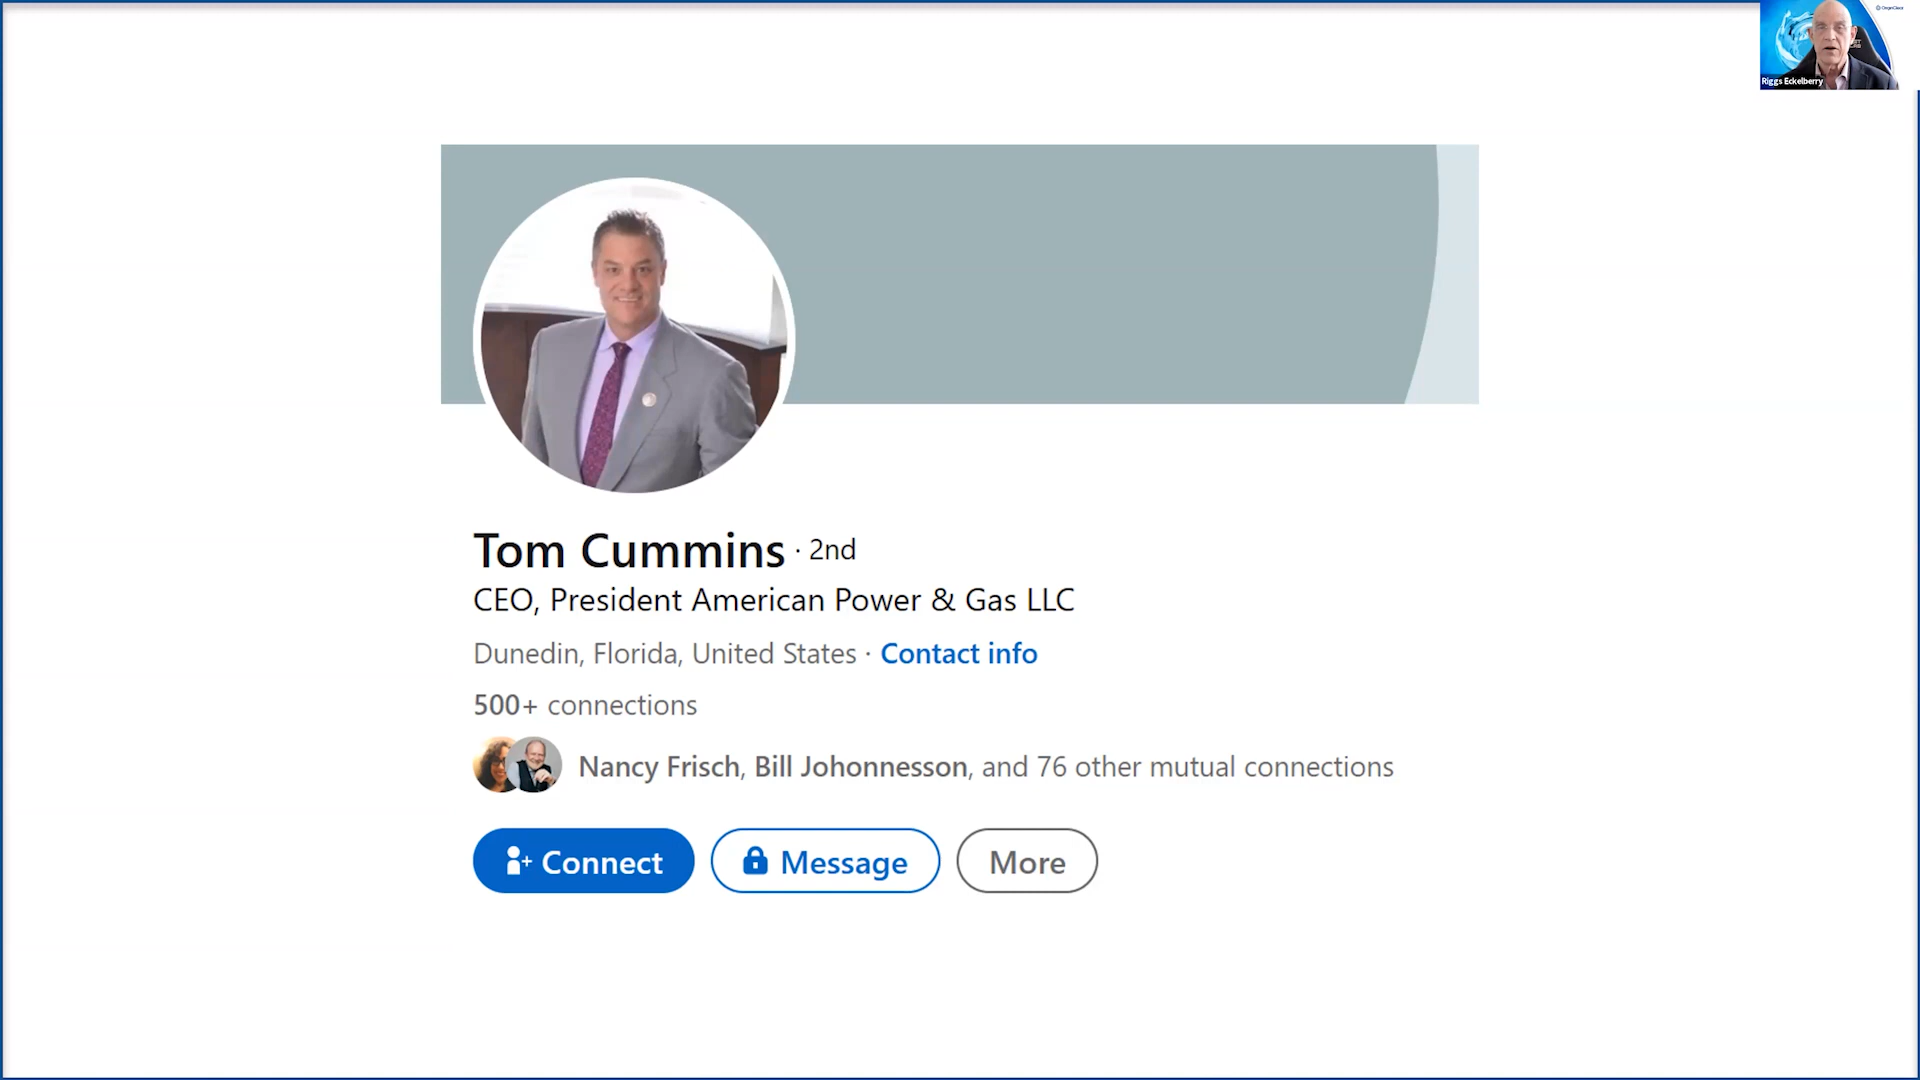 OriginClear
Riggs Eckelberry
Tom Cummins · 2nd
CEO, President American Power & Gas LLC
Dunedin, Florida, United States · Contact info
500+ connections
Nancy Frisch, Bill Johonnesson, and 76 other mutual connections
Connect
Message
More